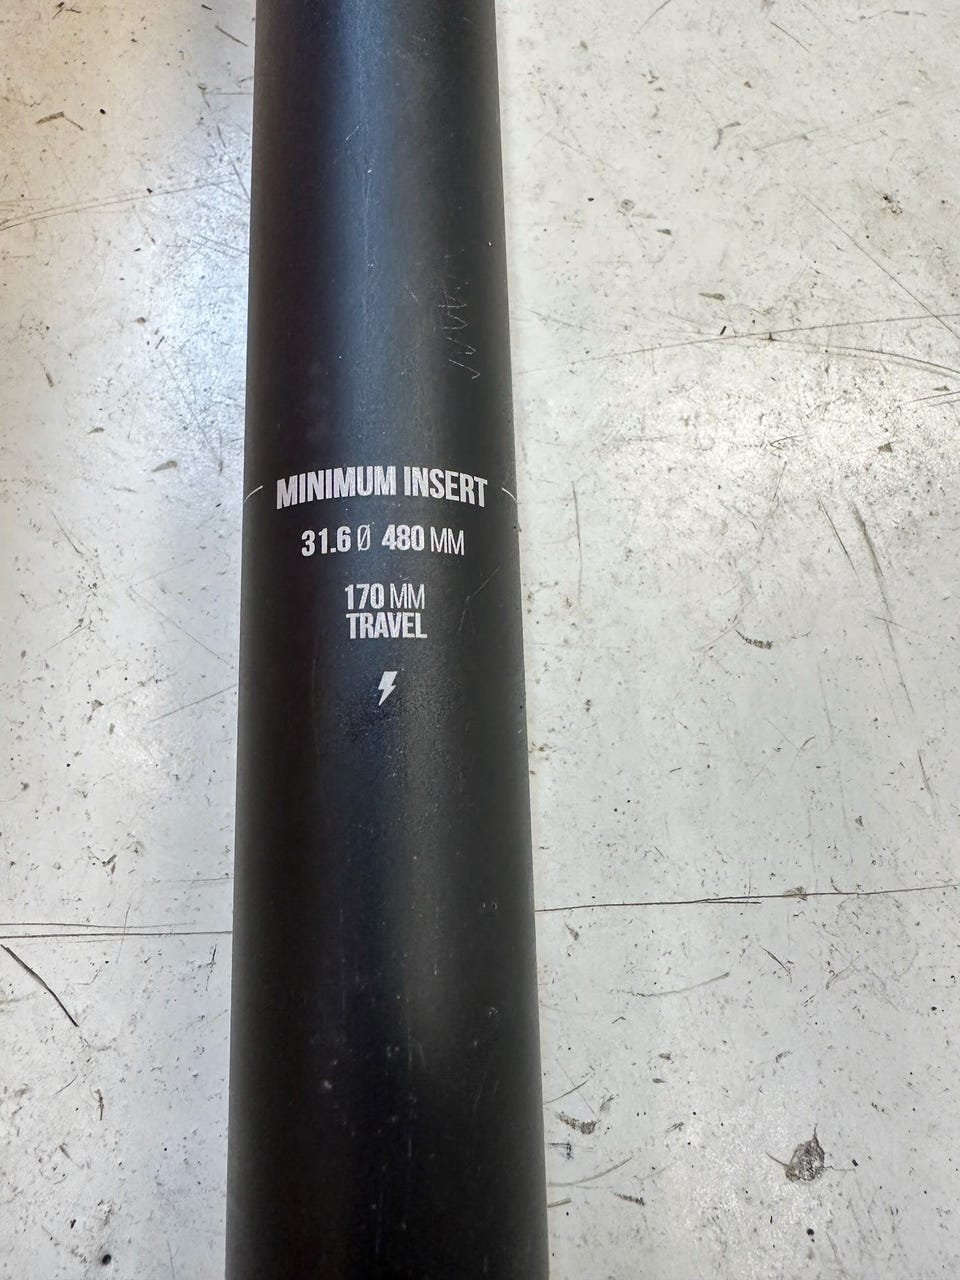 MINIMUM INSERT
31.6 Ø 480 MM
170 MM
TRAVEL